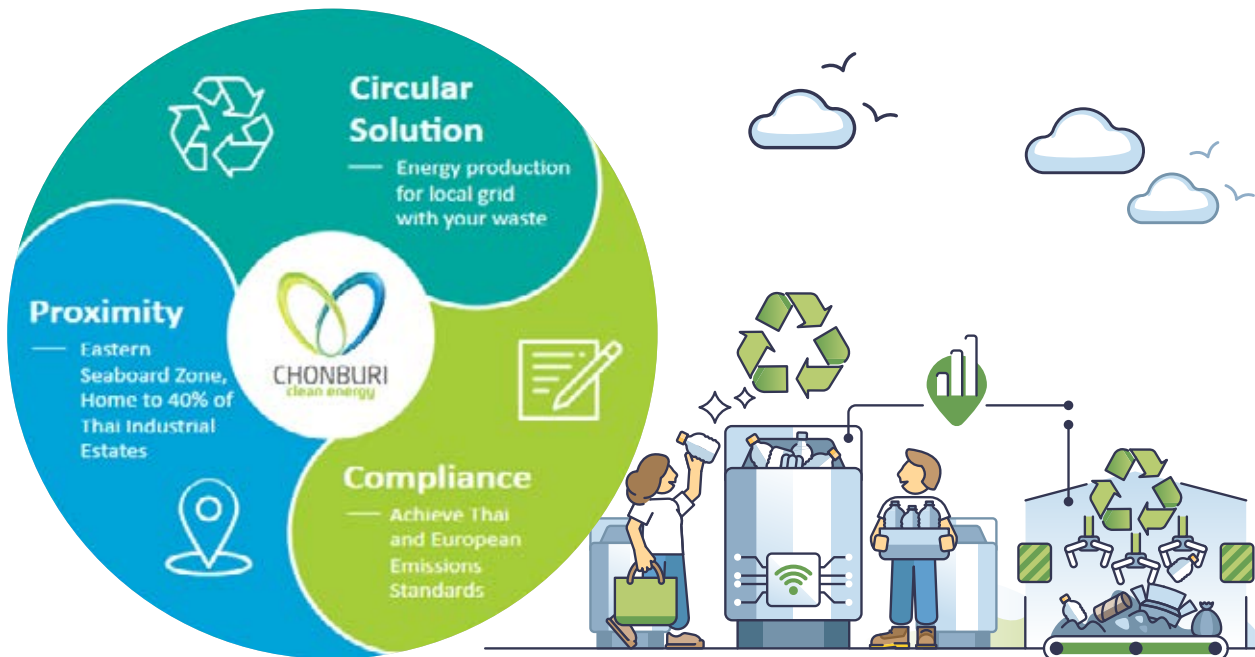 Circular
Solution
— Energy production
for local grid
with your waste
Proximity
— Eastern
Seaboard Zone,
Home to 40% of
Thai Industrial
Estates
CHONBURI
clean energy
Compliance
— Achieve Thai
and European
Emissions
Standards